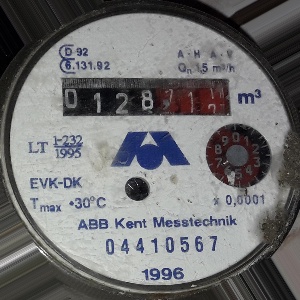 D 92
6.131.92
A - H A - V
Qn 1,5 m³/h
0128
m³
LT 1-232
1995
EVK-DK
Tmax +30°C
x 0,0001
ABB Kent Messtechnik
04410567
1996